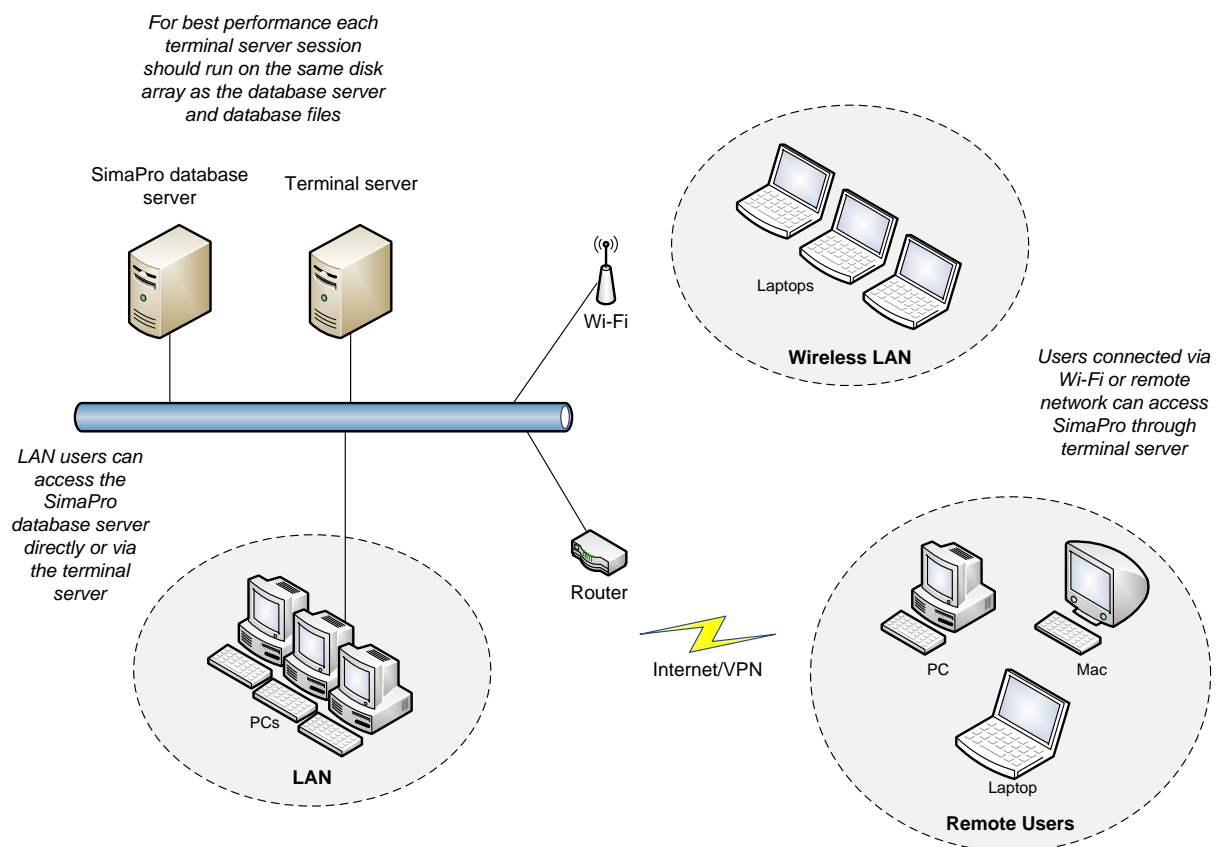 For best performance each
terminal server session
should run on the same disk
array as the database server
and database files
SimaPro database
server
Terminal server
Wi-Fi
Laptops
Wireless LAN
Users connected via
Wi-Fi or remote
network can access
SimaPro through
terminal server
LAN users can
access the
SimaPro
database server
directly or via
the terminal
server
Router
Internet/VPN
PCs
LAN
PC
Mac
Laptop
Remote Users